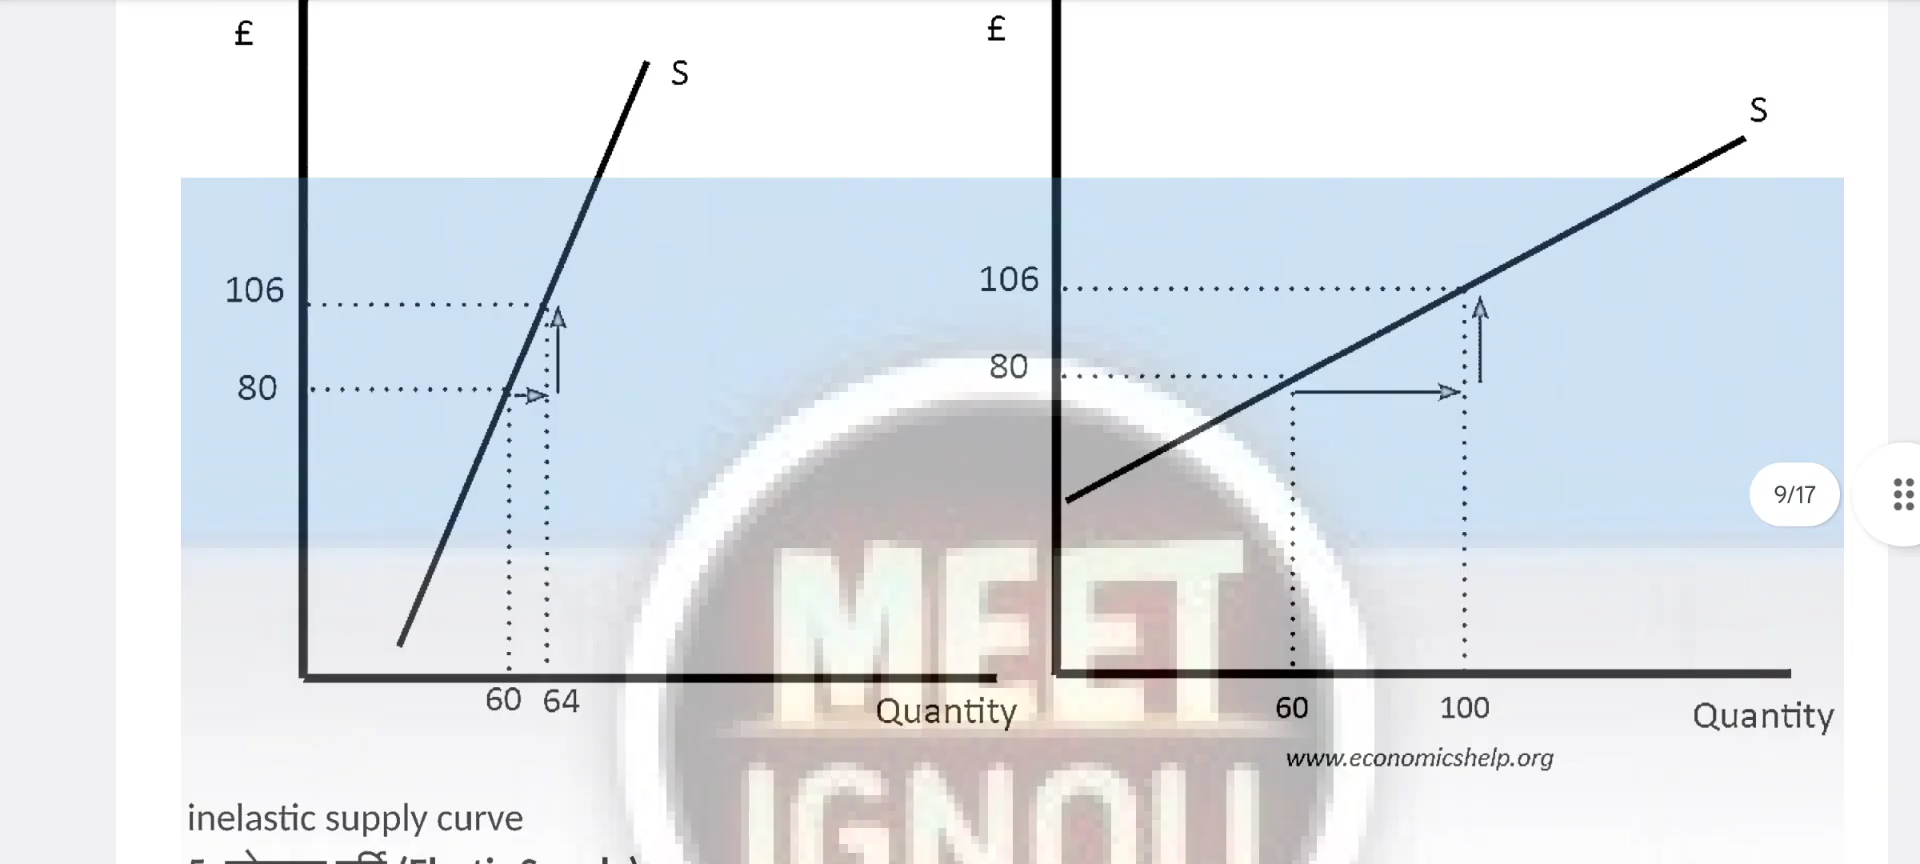 £
S
106
80
60 64
Quantity
£
S
106
80
60 100
Quantity
www.economicshelp.org
9/17
MEET
IGNOU
inelastic supply curve